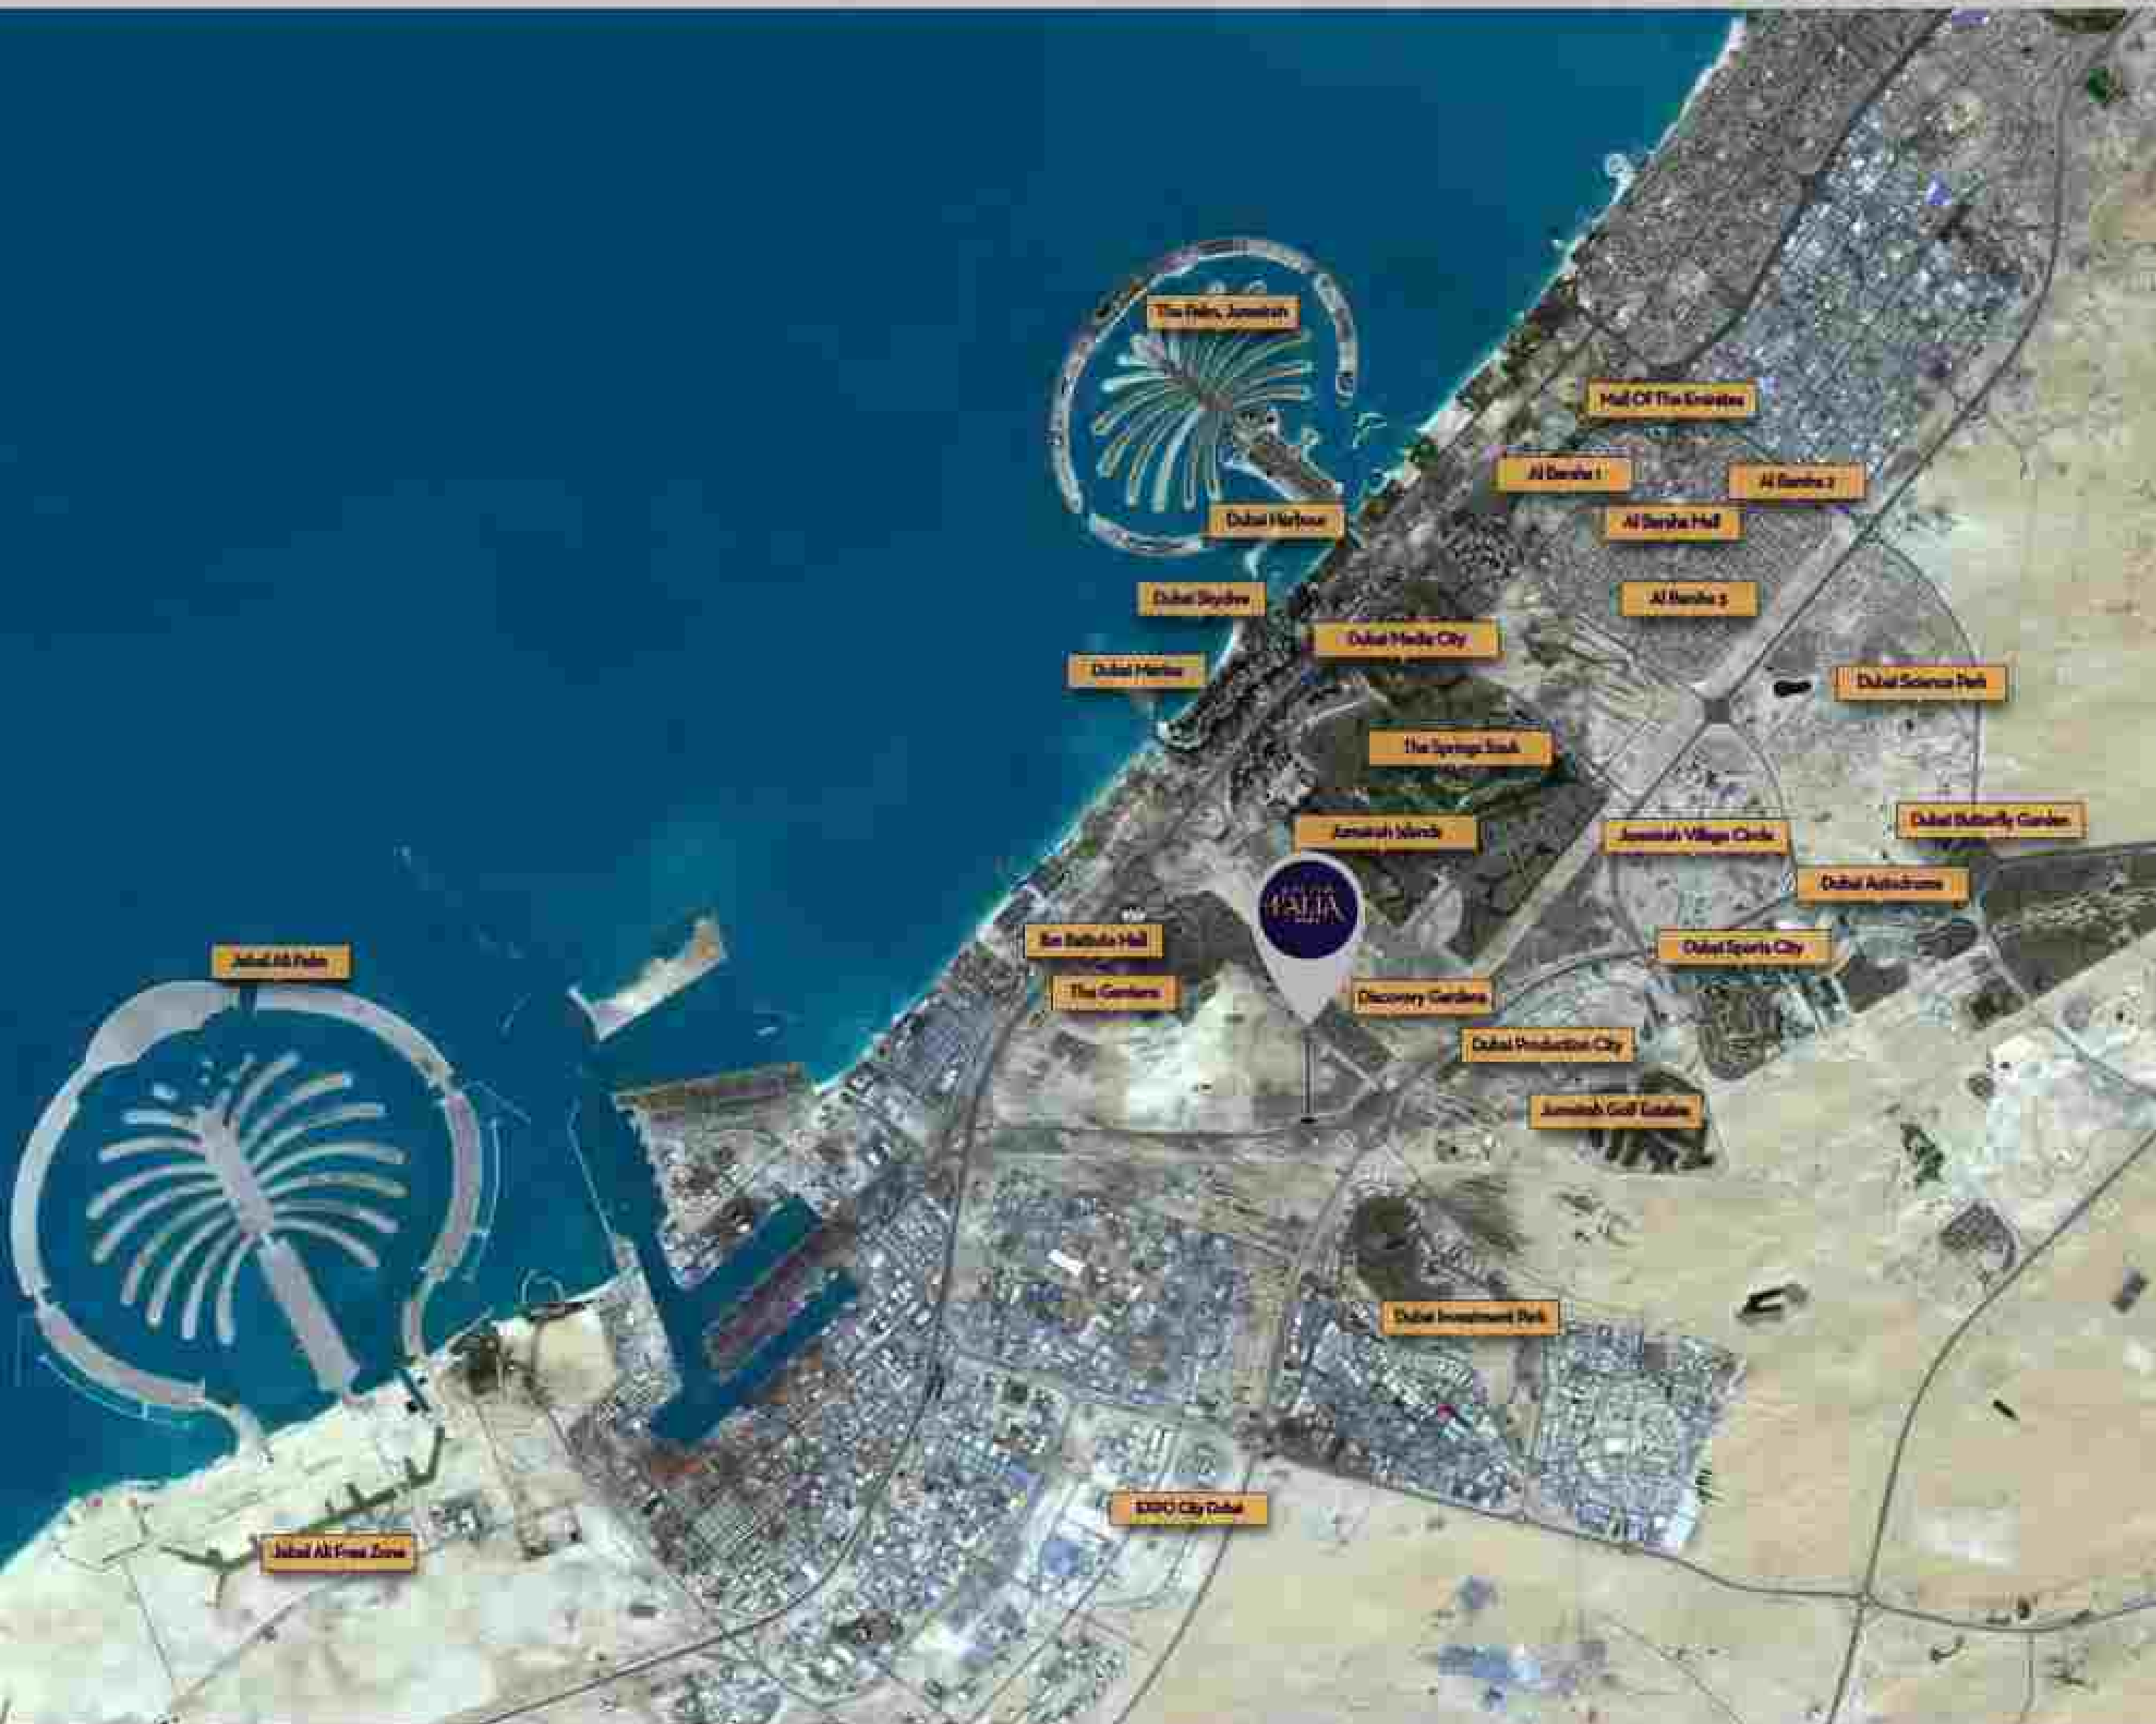 The Palm, Jumeirah
Mall Of The Emirates
Al Barsha 1
Al Barsha 2
Dubai Harbour
Al Barsha Mall
Dubai Skydive
Al Barsha 3
Dubai Media City
Dubai Marina
Dubai Science Park
The Springs Souk
Jumeirah Islands
Jumeirah Village Circle
Dubai Butterfly Garden
Dubai Autodrome
Ibn Battuta Mall
Dubai Sports City
Jabal Ali Palm
The Gardens
Discovery Gardens
Dubai Production City
Jumeirah Golf Estates
Dubai Investment Park
EXPO City Dubai
Jabal Ali Free Zone